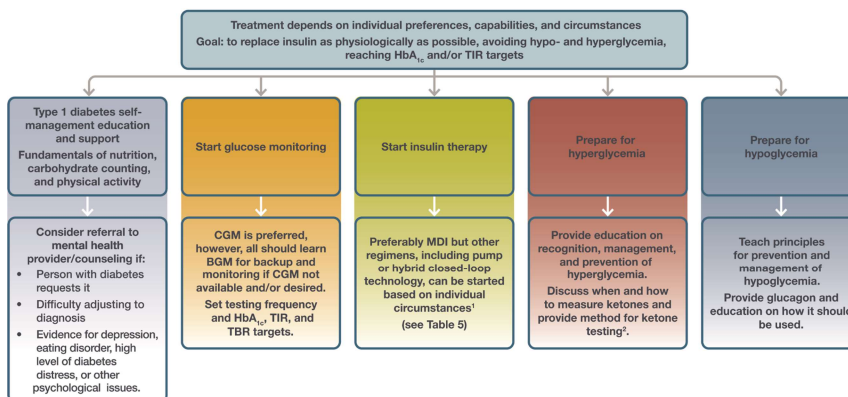 Treatment depends on individual preferences, capabilities, and circumstances
Goal: to replace insulin as physiologically as possible, avoiding hypo- and hyperglycemia,
reaching HbA1c and/or TIR targets
Type 1 diabetes self-
management education
and support
Fundamentals of nutrition,
carbohydrate counting,
and physical activity
Start glucose monitoring
Start insulin therapy
Prepare for
hyperglycemia
Prepare for
hypoglycemia
Consider referral to
mental health
provider/counseling if:
• Person with diabetes
requests it
• Difficulty adjusting to
diagnosis
• Evidence for depression,
eating disorder, high
level of diabetes
distress, or other
psychological issues.
CGM is preferred,
however, all should learn
BGM for backup and
monitoring if CGM not
available and/or desired.
Set testing frequency
and HbA1c, TIR, and
TBR targets.
Preferably MDI but other
regimens, including pump
or hybrid closed-loop
technology, can be started
based on individual
circumstances¹
(see Table 5)
Provide education on
recognition, management,
and prevention of
hyperglycemia.
Discuss when and how
to measure ketones and
provide method for ketone
testing².
Teach principles
for prevention and
management of
hypoglycemia.
Provide glucagon and
education on how it should
be used.